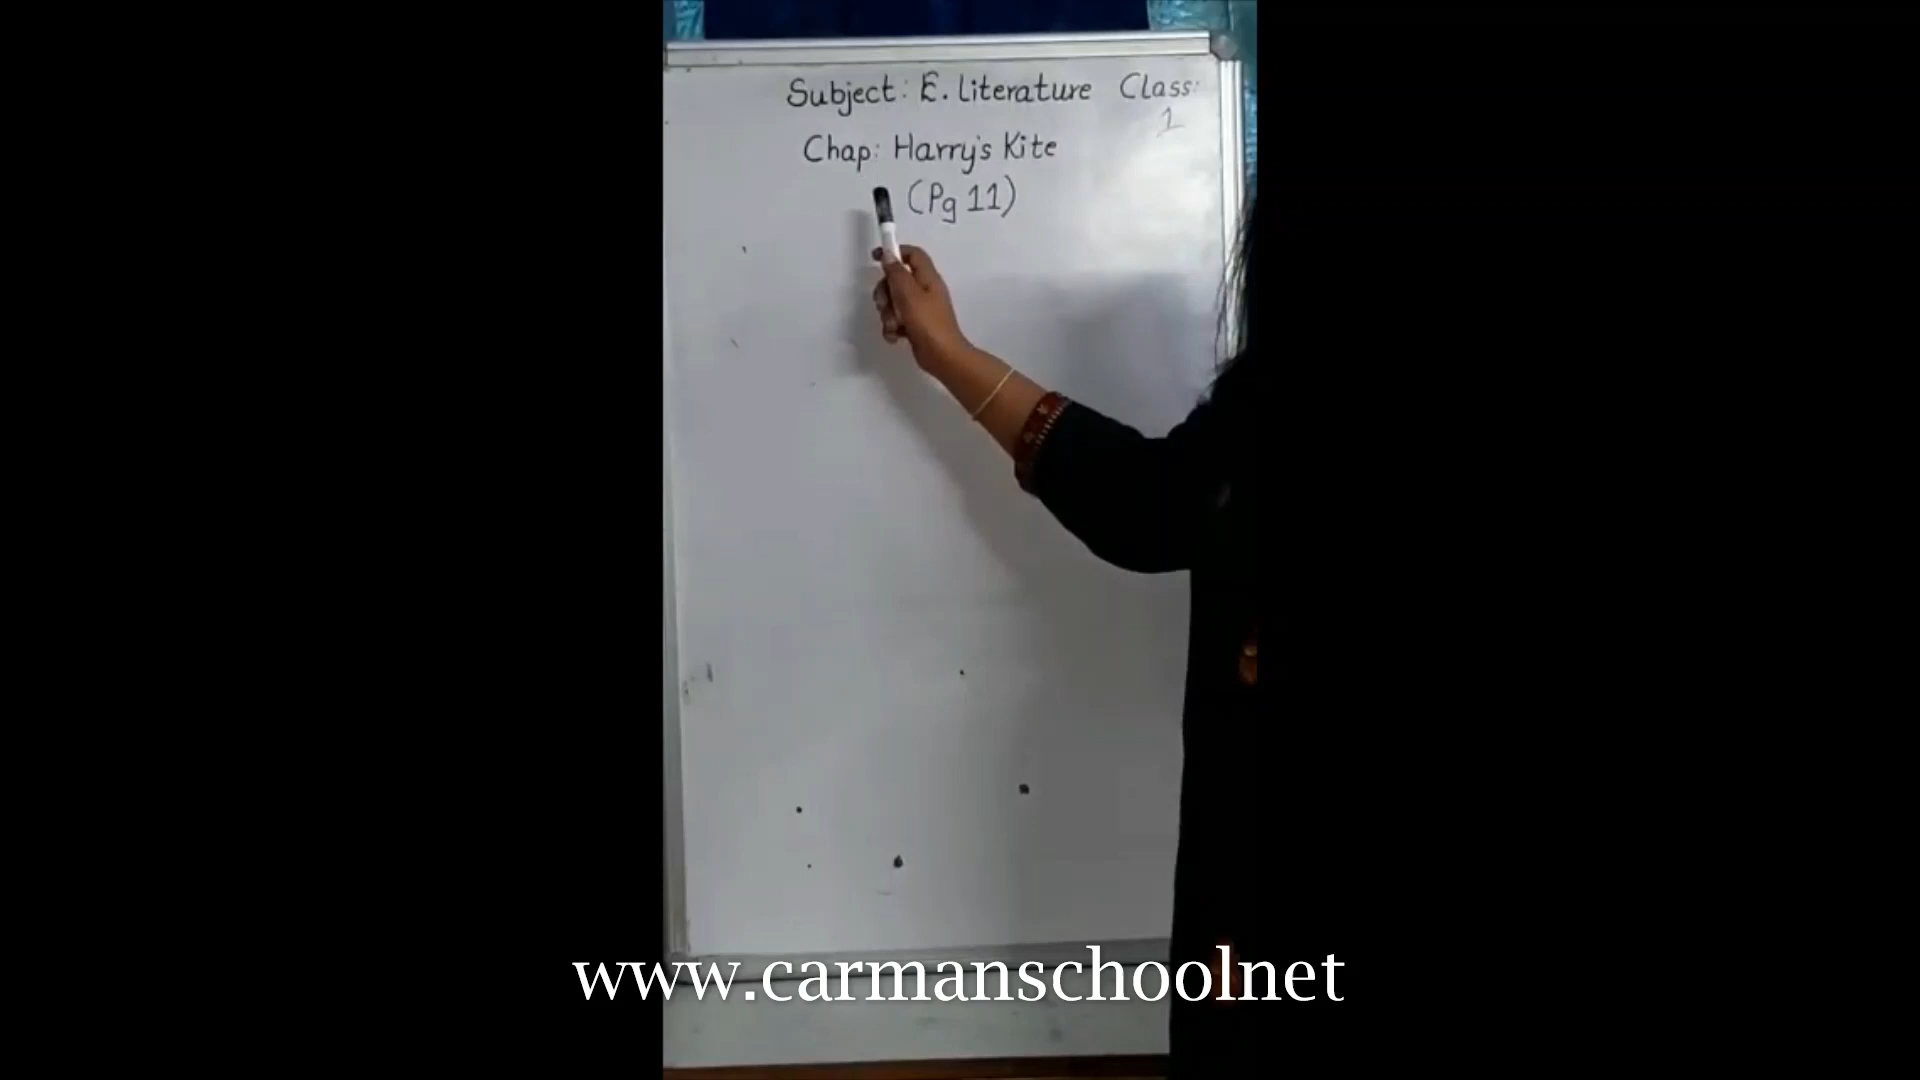 Subject: E. Literature Class:
1
Chap: Harry's Kite
(Pg 11)
www.carmanschoolnet